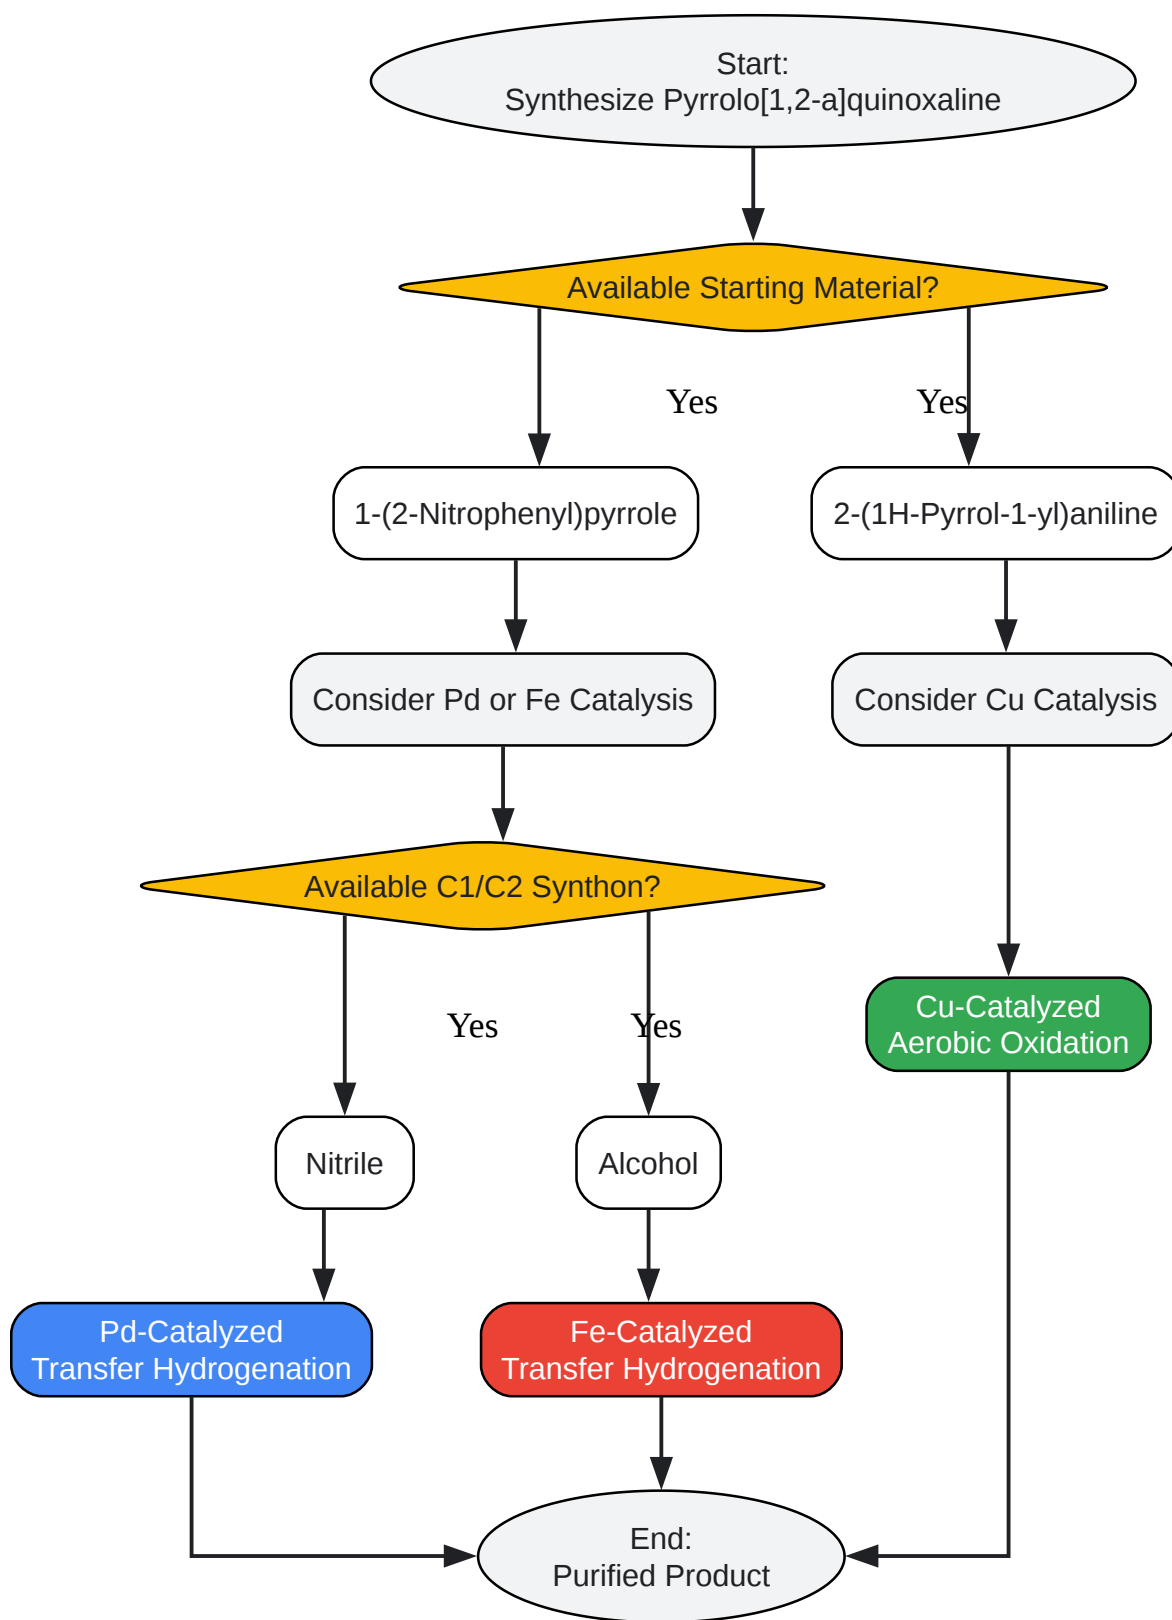 Start:
Synthesize Pyrrolo[1,2-a]quinoxaline
Available Starting Material?
Yes
Yes
1-(2-Nitrophenyl)pyrrole
2-(1H-Pyrrol-1-yl)aniline
Consider Pd or Fe Catalysis
Consider Cu Catalysis
Available C1/C2 Synthon?
Cu-Catalyzed
Aerobic Oxidation
Yes
Yes
Nitrile
Alcohol
Pd-Catalyzed
Transfer Hydrogenation
Fe-Catalyzed
Transfer Hydrogenation
End:
Purified Product